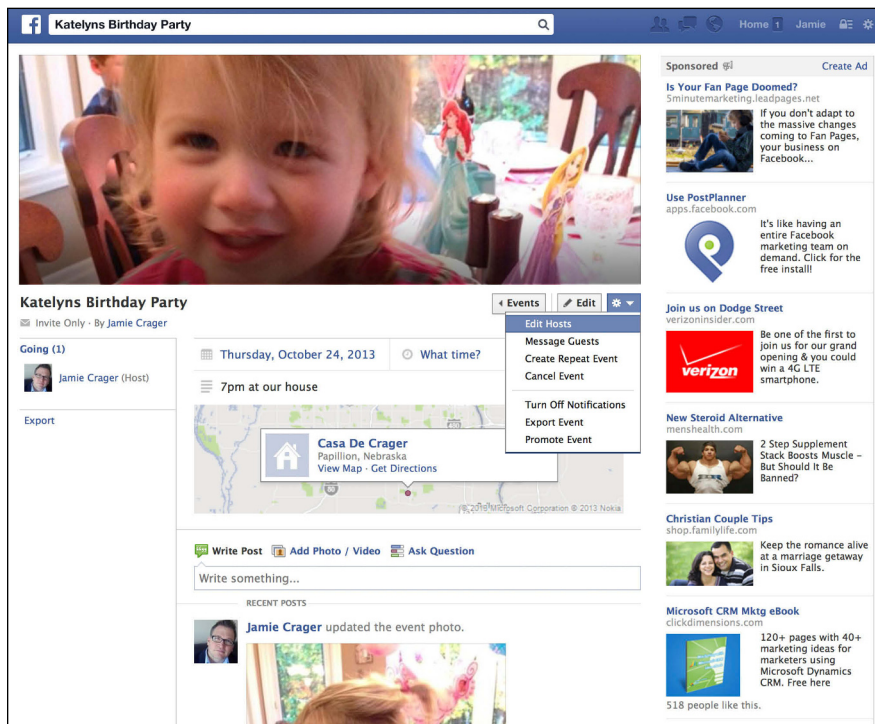 Katelyns Birthday Party
Home 1 Jamie
Katelyns Birthday Party
Events
Edit
Invite Only · By Jamie Crager
Edit Hosts
Message Guests
Create Repeat Event
Cancel Event
Turn Off Notifications
Export Event
Promote Event
Going (1)
Jamie Crager (Host)
Export
Thursday, October 24, 2013
What time?
7pm at our house
Casa De Crager
Papillion, Nebraska
View Map · Get Directions
80
© 2013 Microsoft Corporation © 2013 Nokia
Write Post
Add Photo / Video
Ask Question
Write something...
RECENT POSTS
Jamie Crager updated the event photo.
Sponsored
Create Ad
Is Your Fan Page Doomed?
5minutemarketing.leadpages.net
If you don't adapt to
the massive changes
coming to Fan Pages,
your business on
Facebook...
Use PostPlanner
apps.facebook.com
It's like having an
entire Facebook
marketing team on
demand. Click for the
free install!
Join us on Dodge Street
verizoninsider.com
verizon
Be one of the first to
join us for our grand
opening & you could
win a 4G LTE
smartphone.
New Steroid Alternative
menshealth.com
2 Step Supplement
Stack Boosts Muscle –
But Should It Be
Banned?
Christian Couple Tips
shop.familylife.com
Keep the romance alive
at a marriage getaway
in Sioux Falls.
Microsoft CRM Mktg eBook
clickdimensions.com
120+ pages with 40+
marketing ideas for
marketers using
Microsoft Dynamics
CRM. Free here
518 people like this.